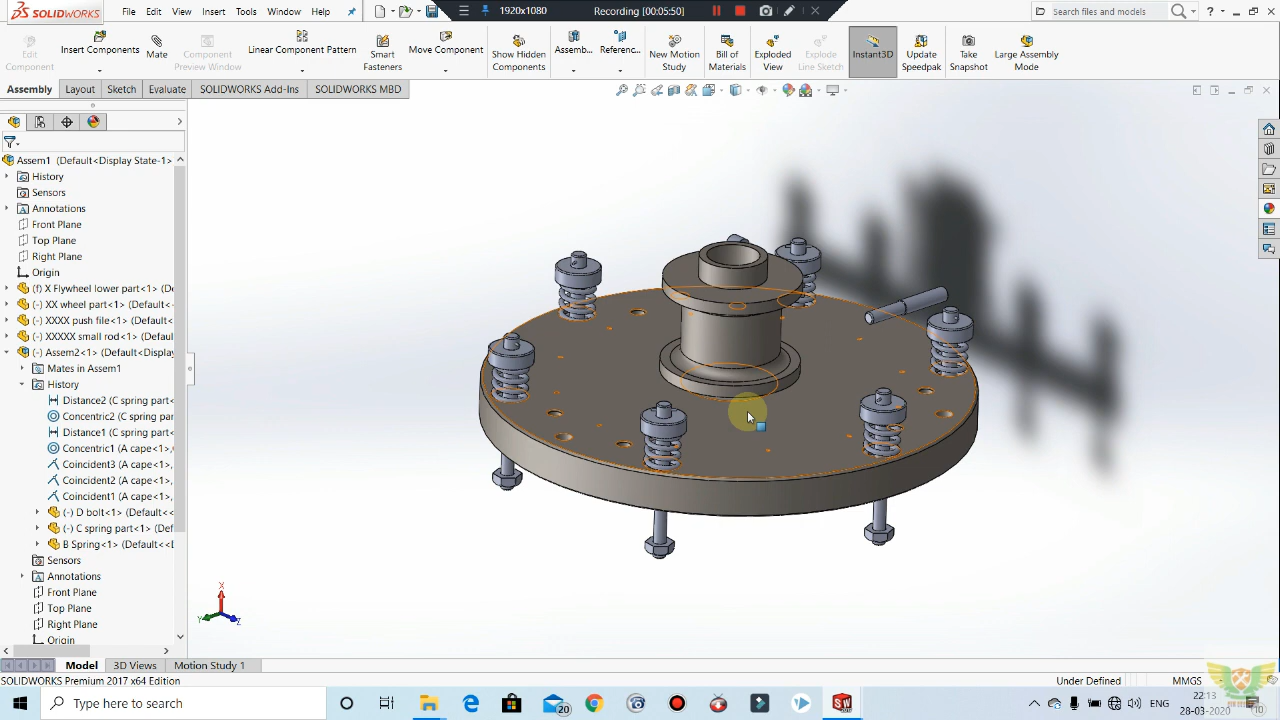 SOLIDWORKS
File
Edit
View
Insert
Tools
Window
Help
1920x1080
Recording [00:05:50]
Search files and models
Edit
Component
Insert Components
Mate
Component
Preview Window
Linear Component Pattern
Smart
Fasteners
Move Component
Show Hidden
Components
Assemb...
Referenc...
New Motion
Study
Bill of
Materials
Exploded
View
Explode
Line Sketch
Instant3D
Update
Speedpak
Take
Snapshot
Large Assembly
Mode
Assembly
Layout
Sketch
Evaluate
SOLIDWORKS Add-Ins
SOLIDWORKS MBD
Assem1 (Default<Display State-1>
History
Sensors
Annotations
Front Plane
Top Plane
Right Plane
Origin
(f) X Flywheel lower part<1> (D
(-) XX wheel part<1> (Default<
(-) XXXX push file<1> (Default<
(-) XXXXX small rod<1> (Default
(-) Assem2<1> (Default<Display
Mates in Assem1
History
Distance2 (C spring part
Concentric2 (C spring part
Distance1 (C spring part
Concentric1 (A cape<1>,
Coincident3 (A cape<1>,
Coincident2 (A cape<1>,
Coincident1 (A cape<1>,
(-) D bolt<1> (Default<<
(-) C spring part<1> (Def
B Spring<1> (Default<<D
Sensors
Annotations
Front Plane
Top Plane
Right Plane
Origin
X
Y
Z
Model
3D Views
Motion Study 1
SOLIDWORKS Premium 2017 x64 Edition
Under Defined
MMGS
Type here to search
20
ENG
22:13
28-03-2020
10